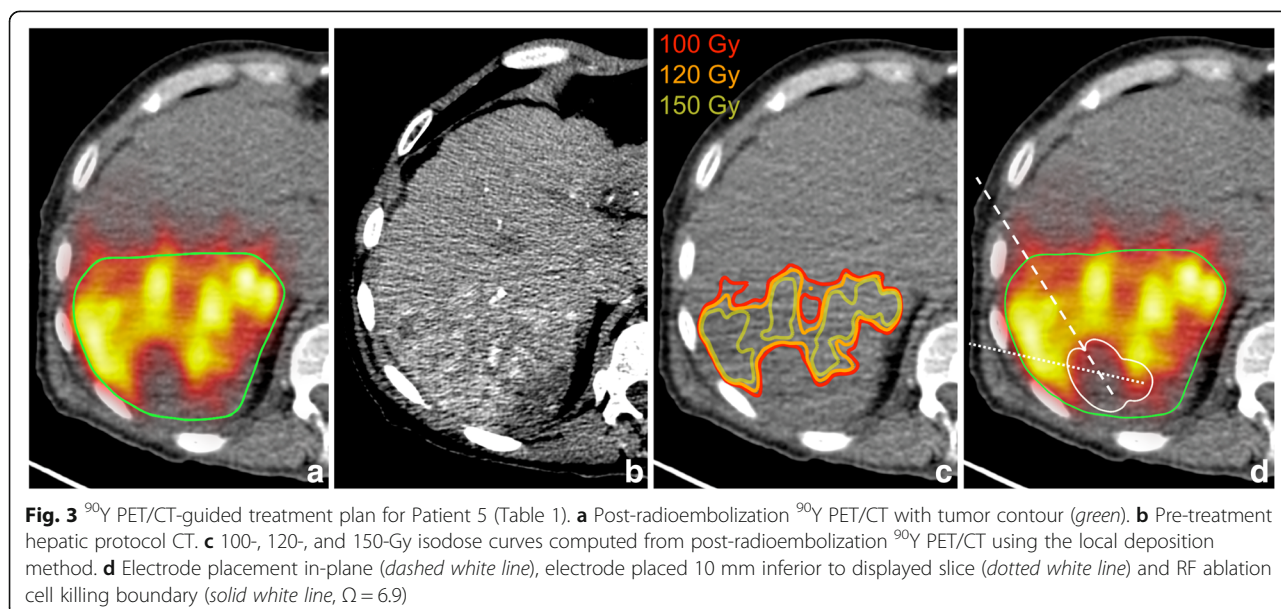 100 Gy
120 Gy
150 Gy
a
b
c
d
Fig. 3 ⁹⁰Y PET/CT-guided treatment plan for Patient 5 (Table 1). a Post-radioembolization ⁹⁰Y PET/CT with tumor contour (green). b Pre-treatment
hepatic protocol CT. c 100-, 120-, and 150-Gy isodose curves computed from post-radioembolization ⁹⁰Y PET/CT using the local deposition
method. d Electrode placement in-plane (dashed white line), electrode placed 10 mm inferior to displayed slice (dotted white line) and RF ablation
cell killing boundary (solid white line, Ω = 6.9)